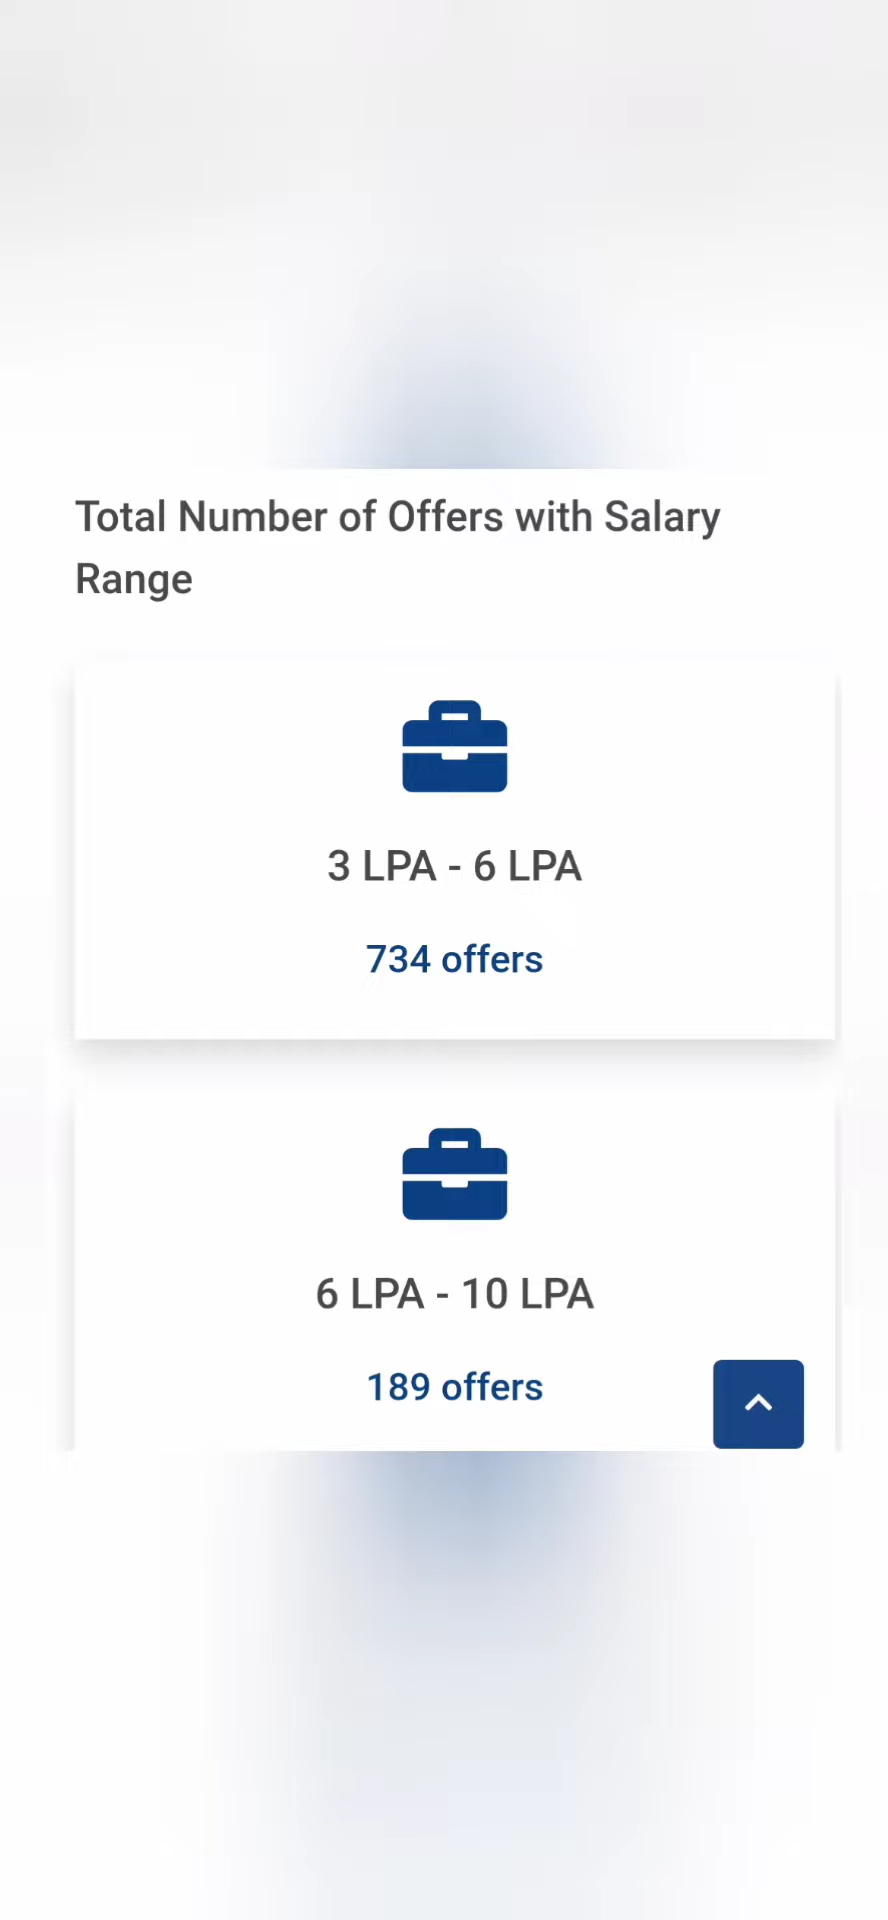 Total Number of Offers with Salary
Range
3 LPA - 6 LPA
734 offers
6 LPA - 10 LPA
189 offers